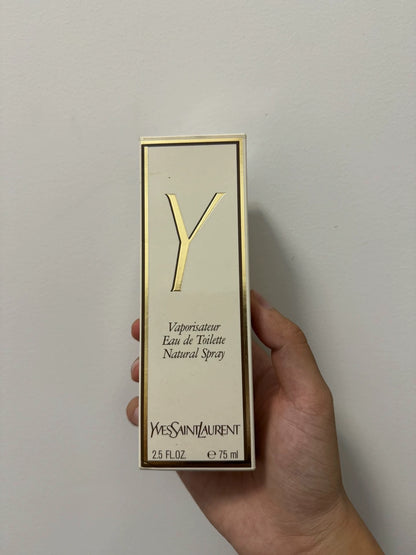 Y
Vaporisateur
Eau de Toilette
Natural Spray
YVESSAINTLAURENT
2.5 FL.OZ. ℮ 75 ml